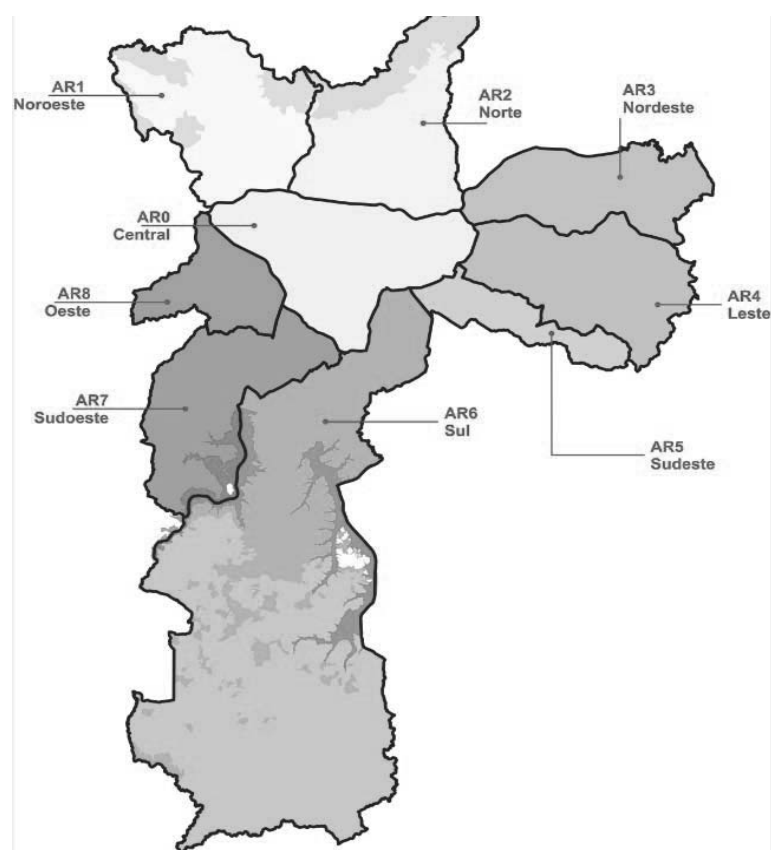 AR1
Noroeste
AR2
Norte
AR3
Nordeste
AR0
Central
AR8
Oeste
AR4
Leste
AR7
Sudoeste
AR6
Sul
AR5
Sudeste